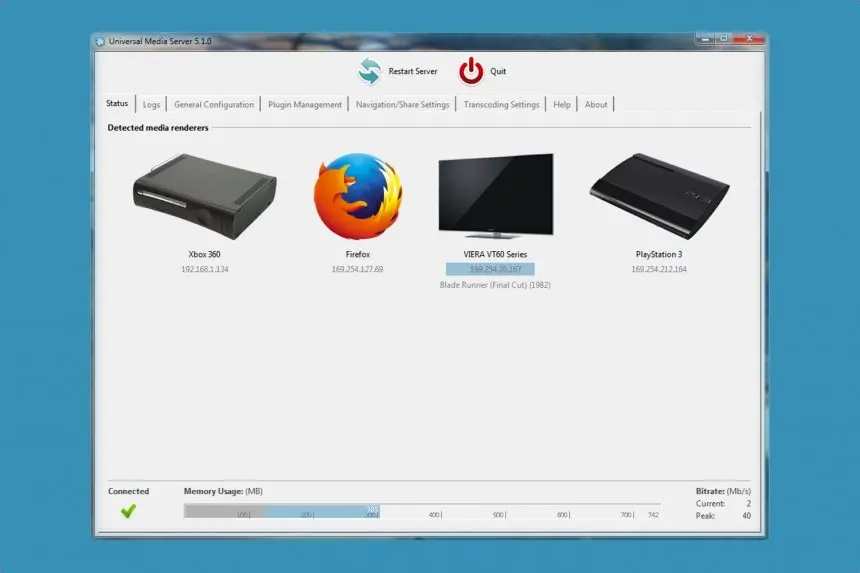 Universal Media Server 5.1.0
Restart Server Quit
Status Logs General Configuration Plugin Management Navigation/Share Settings Transcoding Settings Help About
Detected media renderers
Xbox 360 Firefox VIERA VT60 Series PlayStation 3
192.168.1.134 169.254.127.69 169.254.76.167 169.254.212.164
Blade Runner (Final Cut) (1982)
Connected Memory Usage: (MB) Bitrate: (Mb/s)
Current: 2
305
100 200 300 400 500 600 700 742
Peak: 40